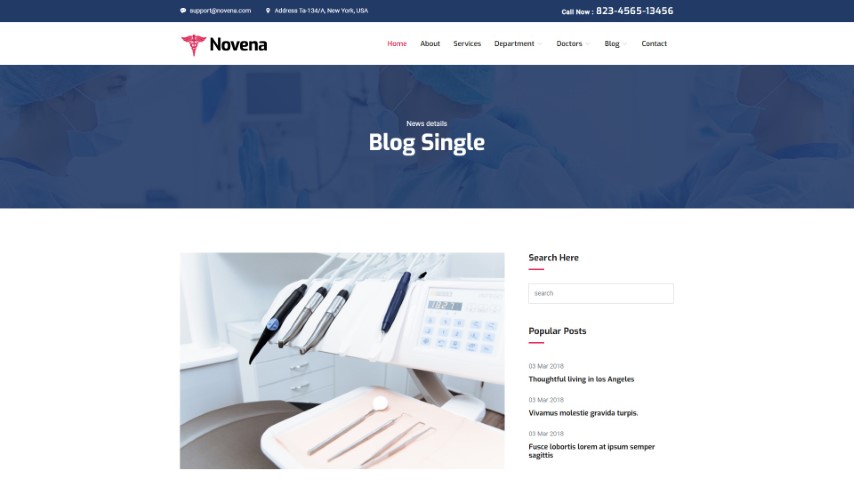 support@novena.com
Address Ta-134/A, New York, USA
Call Now : 823-4565-13456
Novena
Home
About
Services
Department
Doctors
Blog
Contact
News details
Blog Single
Search Here
search
Popular Posts
03 Mar 2018
Thoughtful living in los Angeles
03 Mar 2018
Vivamus molestie gravida turpis.
03 Mar 2018
Fusce lobortis lorem at ipsum semper
sagittis